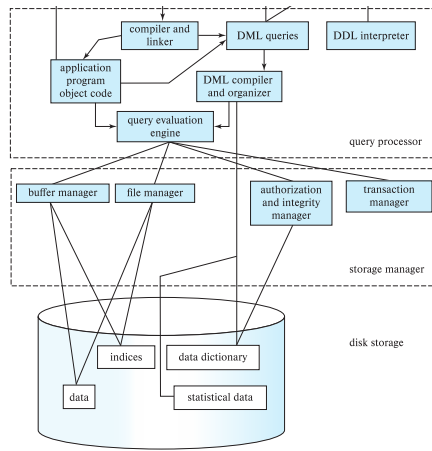 compiler and
linker
DML queries
DDL interpreter
application
program
object code
DML compiler
and organizer
query evaluation
engine
query processor
buffer manager
file manager
authorization
and integrity
manager
transaction
manager
storage manager
disk storage
indices
data dictionary
data
statistical data